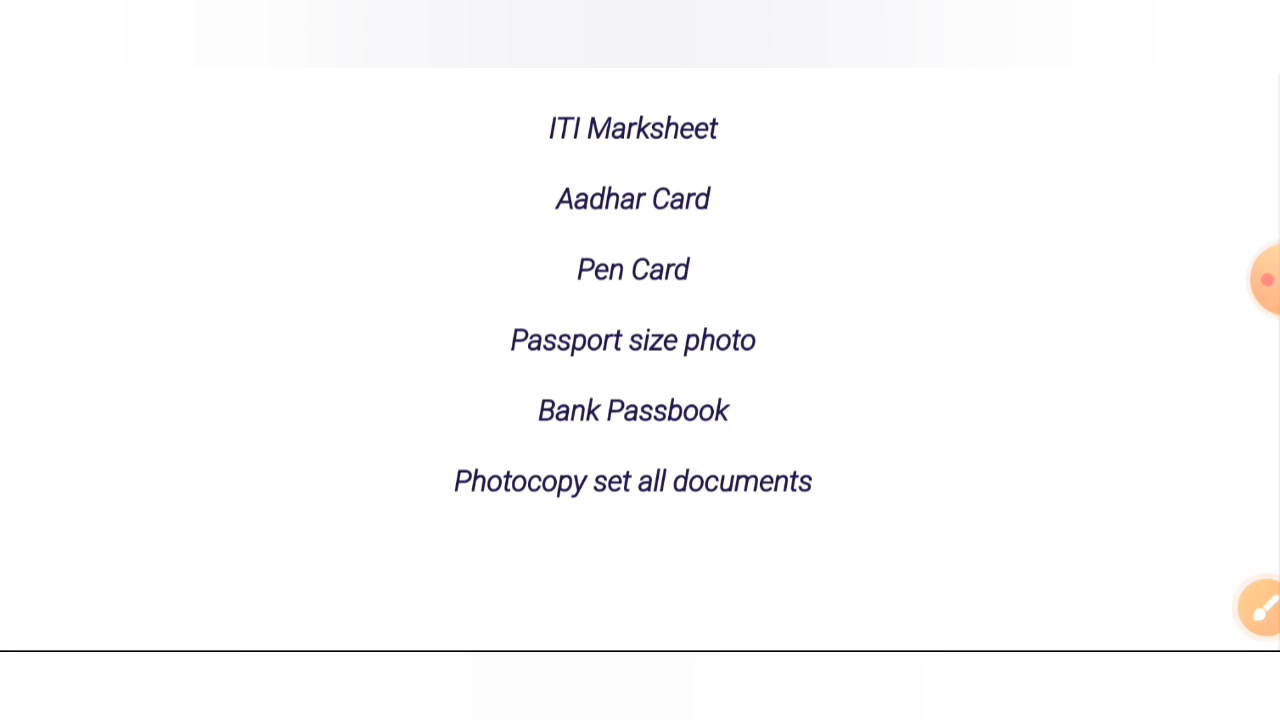 ITI Marksheet
Aadhar Card
Pen Card
Passport size photo
Bank Passbook
Photocopy set all documents